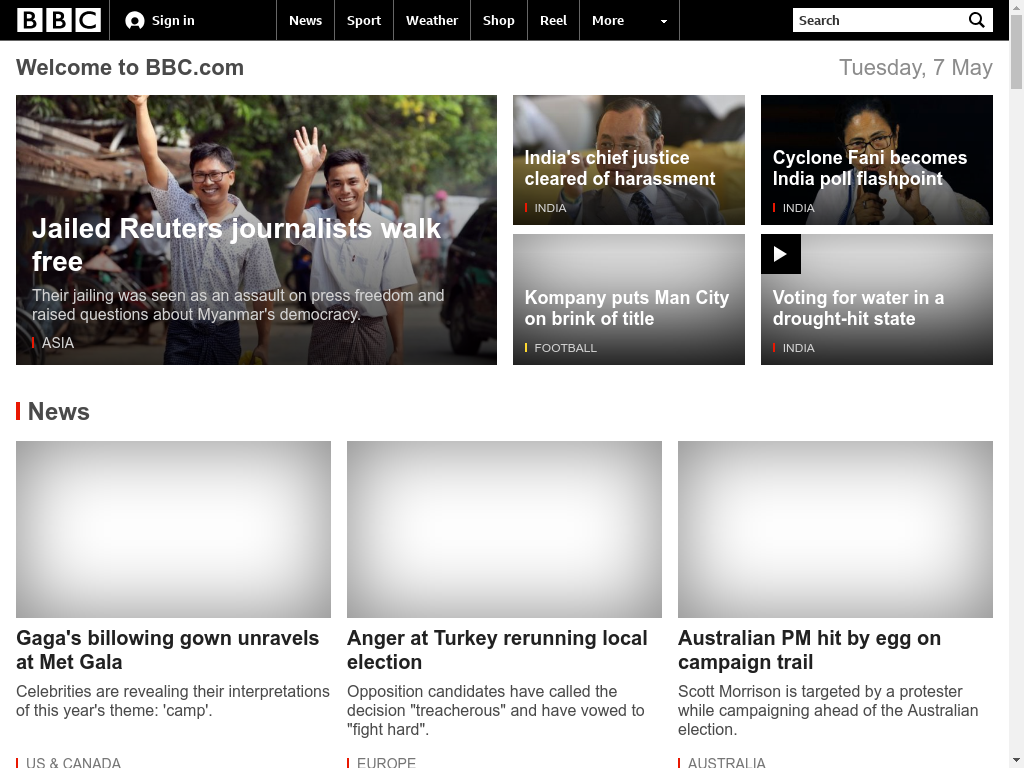 BBC
Sign in
News
Sport
Weather
Shop
Reel
More
Search
Welcome to BBC.com
Tuesday, 7 May
Jailed Reuters journalists walk
free
Their jailing was seen as an assault on press freedom and
raised questions about Myanmar's democracy.
ASIA
India's chief justice
cleared of harassment
INDIA
Cyclone Fani becomes
India poll flashpoint
INDIA
Kompany puts Man City
on brink of title
FOOTBALL
Voting for water in a
drought-hit state
INDIA
News
Gaga's billowing gown unravels
at Met Gala
Celebrities are revealing their interpretations
of this year's theme: 'camp'.
US & CANADA
Anger at Turkey rerunning local
election
Opposition candidates have called the
decision "treacherous" and have vowed to
"fight hard".
EUROPE
Australian PM hit by egg on
campaign trail
Scott Morrison is targeted by a protester
while campaigning ahead of the Australian
election.
AUSTRALIA